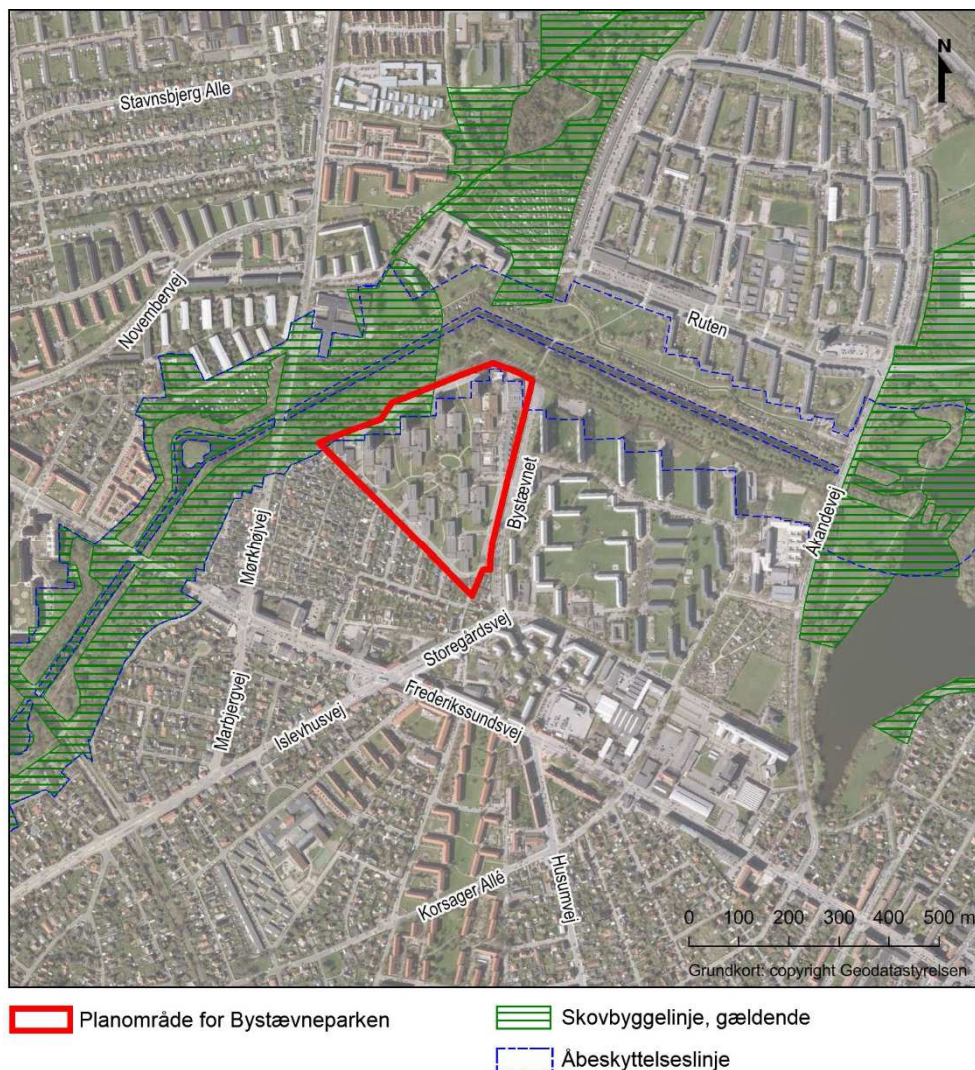 N
Stavnsbjerg Alle
Novembervej
Ruten
Bystævnet
Åkandevej
Mørkhøjvej
Storegårdsvej
Marbjergvej
Islevhusvej
Frederikssundsvej
Korsager Allé
Husumvej
0 100 200 300 400 500 m
Grundkort: copyright Geodatastyrelsen
Planområde for Bystævneparken
Skovbyggelinje, gældende
Åbeskyttelseslinje